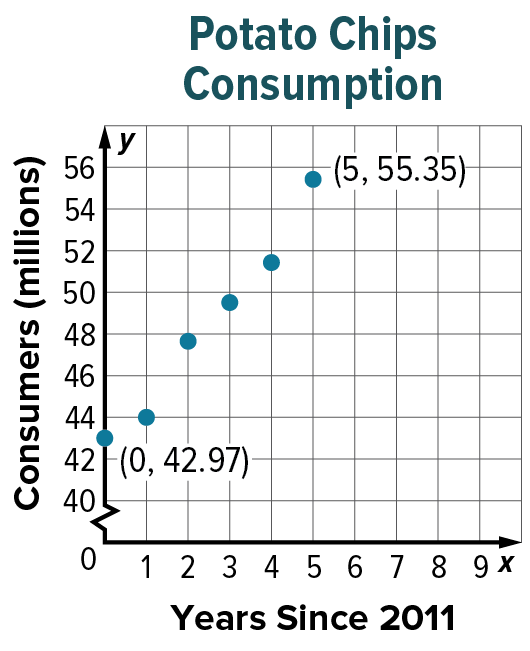 Potato Chips
Consumption
y
Consumers (millions)
56
54
52
50
48
46
44
42
40
0
(5, 55.35)
(0, 42.97)
1 2 3 4 5 6 7 8 9 x
Years Since 2011